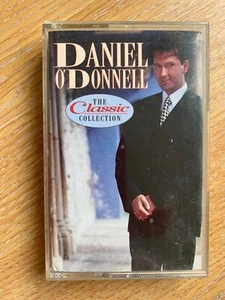 DANIEL
O'DONNELL
THE
Classic
COLLECTION